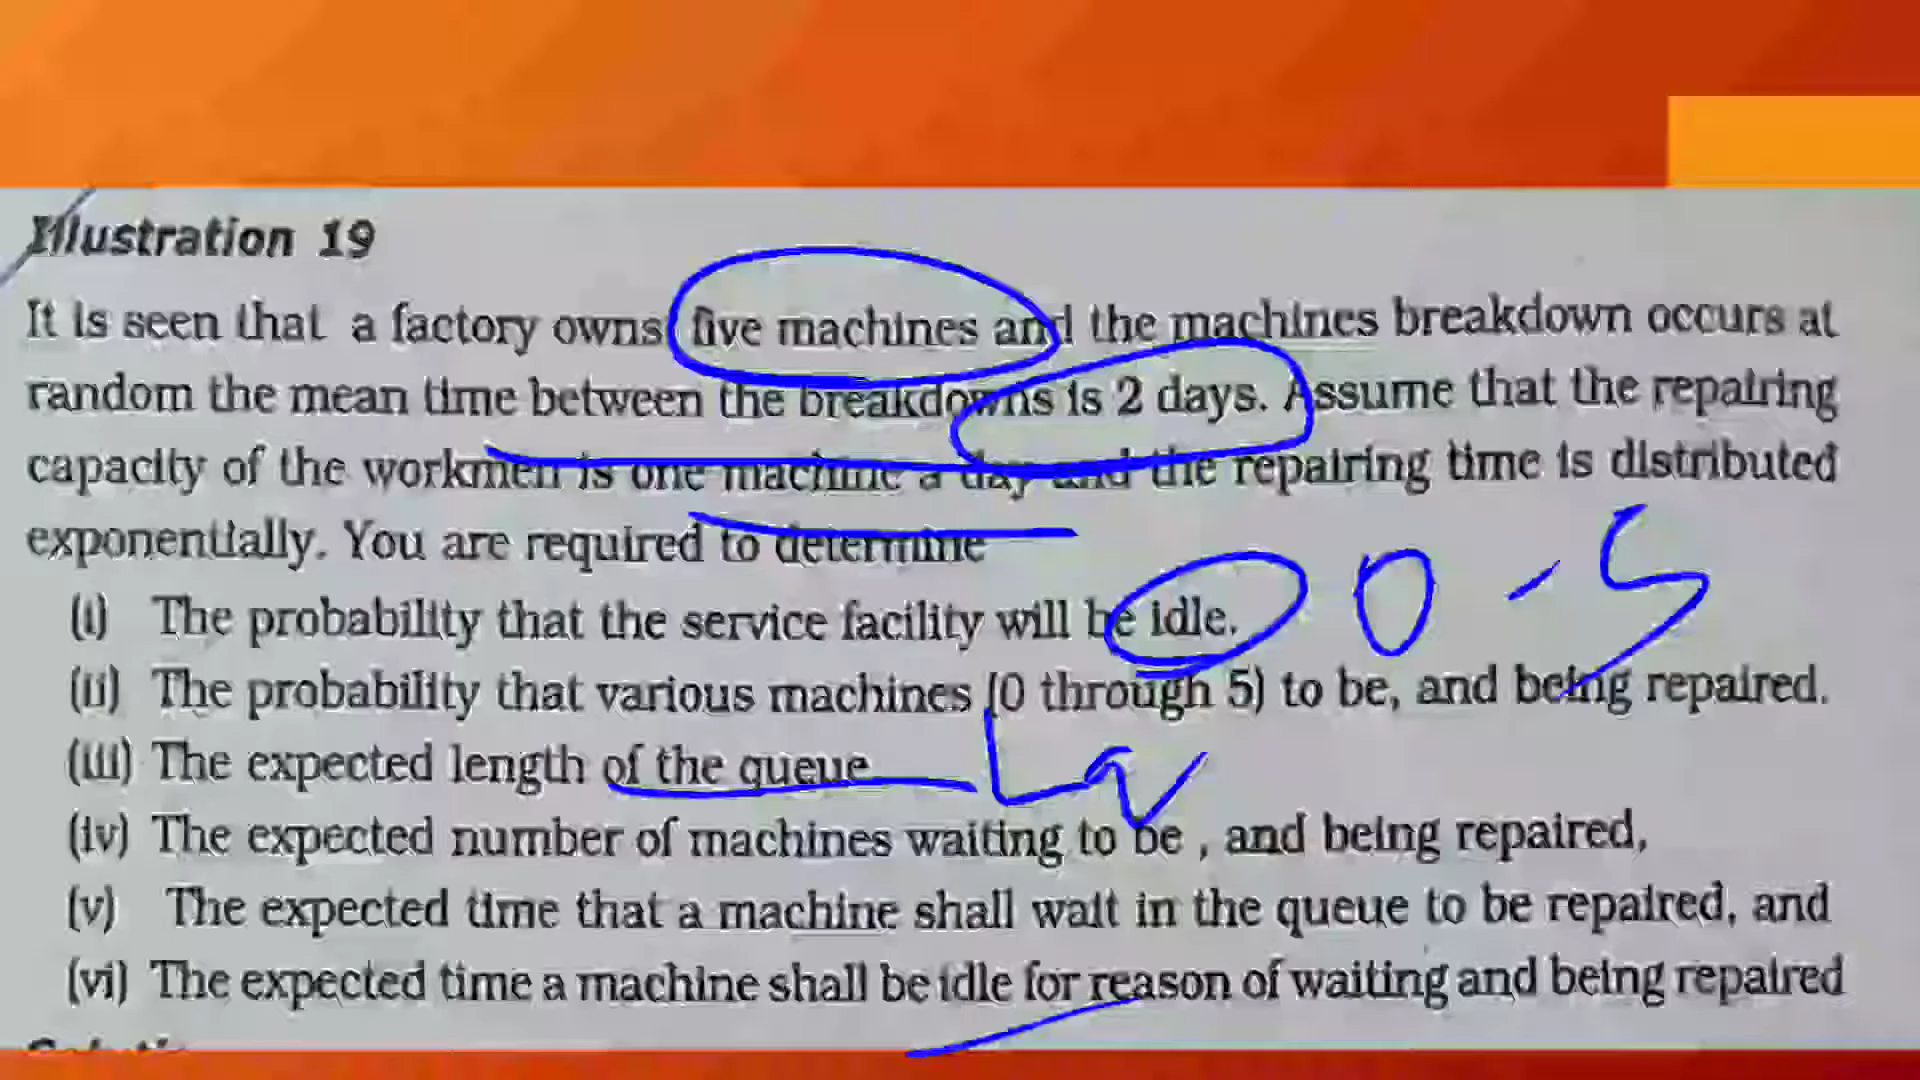 Illustration 19
It is seen that a factory owns five machines and the machines breakdown occurs at
random the mean time between the breakdowns is 2 days. Assume that the repairing
capacity of the workmen is one machine a day and the repairing time is distributed
exponentially. You are required to determine
(i) The probability that the service facility will be idle. 0 - 5
(ii) The probability that various machines (0 through 5) to be, and being repaired.
(iii) The expected length of the queue Lq
(iv) The expected number of machines waiting to be , and being repaired,
(v) The expected time that a machine shall wait in the queue to be repaired, and
(vi) The expected time a machine shall be idle for reason of waiting and being repaired